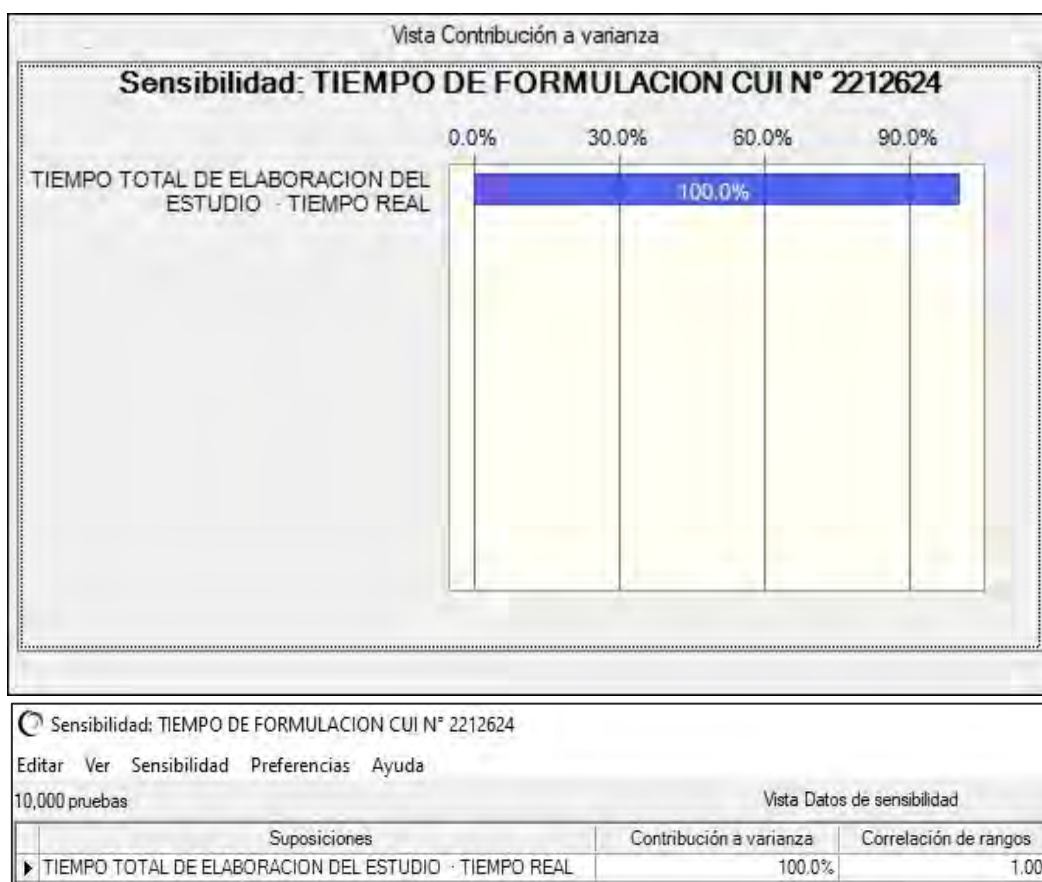 Vista Contribución a varianza
Sensibilidad: TIEMPO DE FORMULACION CUI N° 2212624
0.0% 30.0% 60.0% 90.0%
TIEMPO TOTAL DE ELABORACION DEL
ESTUDIO - TIEMPO REAL
100.0%
Sensibilidad: TIEMPO DE FORMULACION CUI N° 2212624
Editar Ver Sensibilidad Preferencias Ayuda
10,000 pruebas Vista Datos de sensibilidad
Suposiciones Contribución a varianza Correlación de rangos
TIEMPO TOTAL DE ELABORACION DEL ESTUDIO - TIEMPO REAL 100.0% 1.00